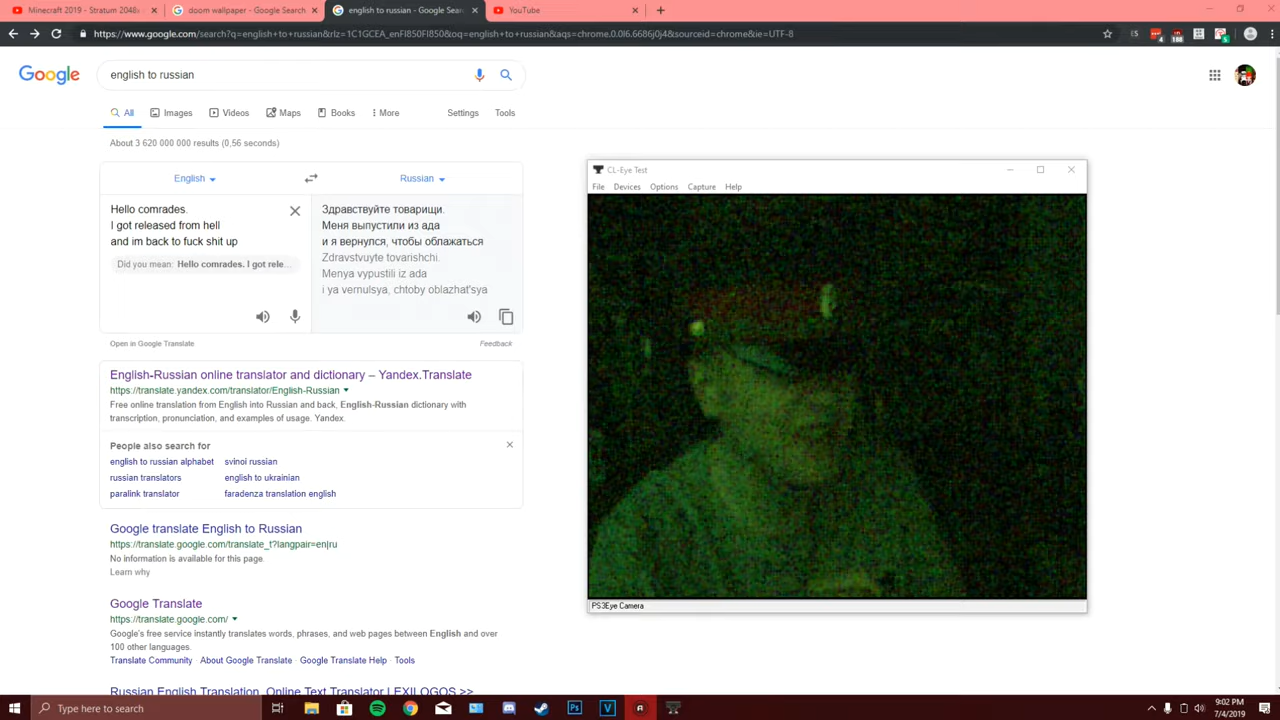 Minecraft 2019 - Stratum 2048x
doom wallpaper - Google Search
english to russian - Google Sear
YouTube
https://www.google.com/search?q=english+to+russian&rlz=1C1GCEA_enFI850FI850&oq=english+to+russian&aqs=chrome.0.0l6.6686j0j4&sourceid=chrome&ie=UTF-8
Google
english to russian
All
Images
Videos
Maps
Books
More
Settings
Tools
About 3 620 000 000 results (0,56 seconds)
English
Russian
Hello comrades.
I got released from hell
and im back to fuck shit up
Did you mean: Hello comrades. I got rele...
Здравствуйте товарищи.
Меня выпустили из ада
и я вернулся, чтобы облажаться
Zdravstvuyte tovarishchi.
Menya vypustili iz ada
i ya vernulsya, chtoby oblazhat'sya
Open in Google Translate
Feedback
English-Russian online translator and dictionary – Yandex.Translate
https://translate.yandex.com/translator/English-Russian
Free online translation from English into Russian and back, English-Russian dictionary with
transcription, pronunciation, and examples of usage. Yandex.
People also search for
english to russian alphabet
svinoi russian
russian translators
english to ukrainian
paralink translator
faradenza translation english
Google translate English to Russian
https://translate.google.com/translate_t?langpair=en|ru
No information is available for this page.
Learn why
Google Translate
https://translate.google.com/
Google's free service instantly translates words, phrases, and web pages between English and over
100 other languages.
Translate Community · About Google Translate · Google Translate Help · Tools
Russian English Translation, Online Text Translator LEXILOGOS >>
CL-Eye Test
File Devices Options Capture Help
PS3Eye Camera
Type here to search
9:02 PM
7/4/2019